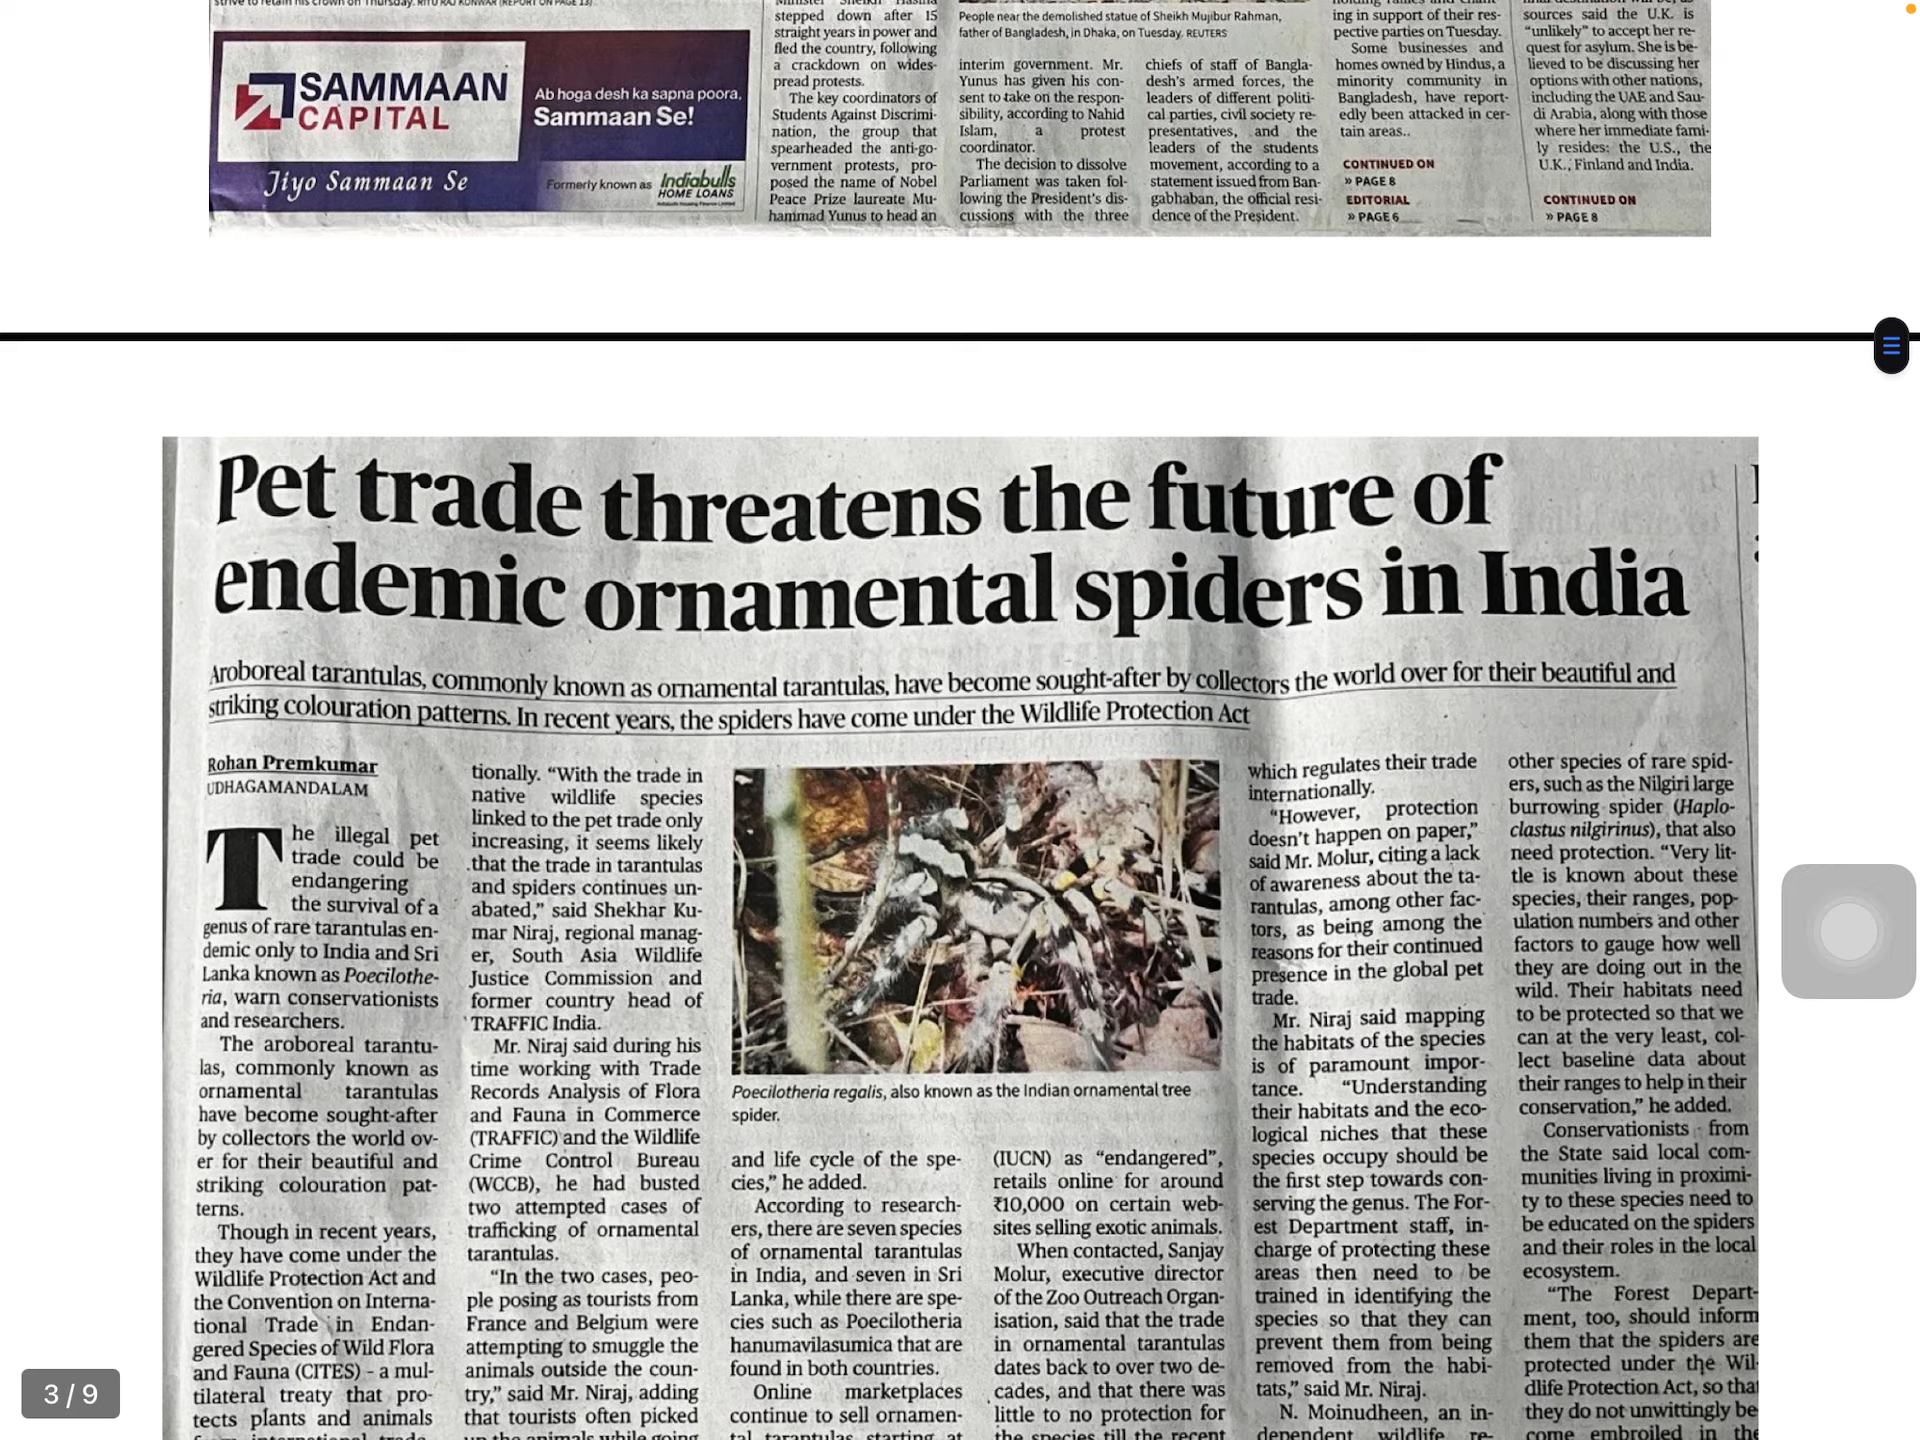 strive to retain his crown on Thursday. RITU RAJ KONWAR (REPORT ON PAGE 13)
SAMMAAN
CAPITAL
Ab hoga desh ka sapna poora,
Sammaan Se!
Jiyo Sammaan Se
Formerly known as Indiabulls
HOME LOANS
Minister Sheikh Hasina
stepped down after 15
straight years in power and
fled the country, following
a crackdown on wides-
pread protests.
The key coordinators of
Students Against Discrimi-
nation, the group that
spearheaded the anti-go-
vernment protests, pro-
posed the name of Nobel
Peace Prize laureate Mu-
hammad Yunus to head an
People near the demolished statue of Sheikh Mujibur Rahman,
father of Bangladesh, in Dhaka, on Tuesday. REUTERS
interim government. Mr.
Yunus has given his con-
sent to take on the respon-
sibility, according to Nahid
Islam, a protest
coordinator.
The decision to dissolve
Parliament was taken fol-
lowing the President's dis-
cussions with the three
chiefs of staff of Bangla-
desh's armed forces, the
leaders of different politi-
cal parties, civil society re-
presentatives, and the
leaders of the students
movement, according to a
statement issued from Ban-
gabhaban, the official resi-
dence of the President.
ing in support of their res-
pective parties on Tuesday.
Some businesses and
homes owned by Hindus, a
minority community in
Bangladesh, have report-
edly been attacked in cer-
tain areas..
CONTINUED ON
» PAGE 8
EDITORIAL
» PAGE 6
sources said the U.K. is
"unlikely" to accept her re-
quest for asylum. She is be-
lieved to be discussing her
options with other nations,
including the UAE and Sau-
di Arabia, along with those
where her immediate fami-
ly resides: the U.S., the
U.K., Finland and India.
CONTINUED ON
» PAGE 8
Pet trade threatens the future of
endemic ornamental spiders in India
Aroboreal tarantulas, commonly known as ornamental tarantulas, have become sought-after by collectors the world over for their beautiful and
striking colouration patterns. In recent years, the spiders have come under the Wildlife Protection Act
Rohan Premkumar
UDHAGAMANDALAM
The illegal pet
trade could be
endangering
the survival of a
genus of rare tarantulas en-
demic only to India and Sri
Lanka known as Poecilothe-
ria, warn conservationists
and researchers.
The aroboreal tarantu-
las, commonly known as
ornamental tarantulas
have become sought-after
by collectors the world ov-
er for their beautiful and
striking colouration pat-
terns.
Though in recent years,
they have come under the
Wildlife Protection Act and
the Convention on Interna-
tional Trade in Endan-
gered Species of Wild Flora
and Fauna (CITES) - a mul-
tilateral treaty that pro-
tects plants and animals
tionally. "With the trade in
native wildlife species
linked to the pet trade only
increasing, it seems likely
that the trade in tarantulas
and spiders continues un-
abated," said Shekhar Ku-
mar Niraj, regional manag-
er, South Asia Wildlife
Justice Commission and
former country head of
TRAFFIC India.
Mr. Niraj said during his
time working with Trade
Records Analysis of Flora
and Fauna in Commerce
(TRAFFIC) and the Wildlife
Crime Control Bureau
(WCCB), he had busted
two attempted cases of
trafficking of ornamental
tarantulas.
"In the two cases, peo-
ple posing as tourists from
France and Belgium were
attempting to smuggle the
animals outside the coun-
try," said Mr. Niraj, adding
that tourists often picked
up the animals while going
Poecilotheria regalis, also known as the Indian ornamental tree
spider.
and life cycle of the spe-
cies," he added.
According to research-
ers, there are seven species
of ornamental tarantulas
in India, and seven in Sri
Lanka, while there are spe-
cies such as Poecilotheria
hanumavilasumica that are
found in both countries.
Online marketplaces
continue to sell ornamen-
tal tarantulas starting at
(IUCN) as "endangered",
retails online for around
₹10,000 on certain web-
sites selling exotic animals.
When contacted, Sanjay
Molur, executive director
of the Zoo Outreach Organ-
isation, said that the trade
in ornamental tarantulas
dates back to over two de-
cades, and that there was
little to no protection for
the species till the recent
which regulates their trade
internationally.
"However, protection
doesn't happen on paper,"
said Mr. Molur, citing a lack
of awareness about the ta-
rantulas, among other fac-
tors, as being among the
reasons for their continued
presence in the global pet
trade.
Mr. Niraj said mapping
the habitats of the species
is of paramount impor-
tance. "Understanding
their habitats and the eco-
logical niches that these
species occupy should be
the first step towards con-
serving the genus. The For-
est Department staff, in-
charge of protecting these
areas then need to be
trained in identifying the
species so that they can
prevent them from being
removed from the habi-
tats," said Mr. Niraj.
N. Moinudheen, an in-
dependent wildlife re-
other species of rare spid-
ers, such as the Nilgiri large
burrowing spider (Haplo-
clastus nilgirinus), that also
need protection. "Very lit-
tle is known about these
species, their ranges, pop-
ulation numbers and other
factors to gauge how well
they are doing out in the
wild. Their habitats need
to be protected so that we
can at the very least, col-
lect baseline data about
their ranges to help in their
conservation," he added.
Conservationists from
the State said local com-
munities living in proximi-
ty to these species need to
be educated on the spiders
and their roles in the local
ecosystem.
"The Forest Depart-
ment, too, should inform
them that the spiders are
protected under the Wil-
dlife Protection Act, so that
they do not unwittingly be-
come embroiled in the
3 / 9